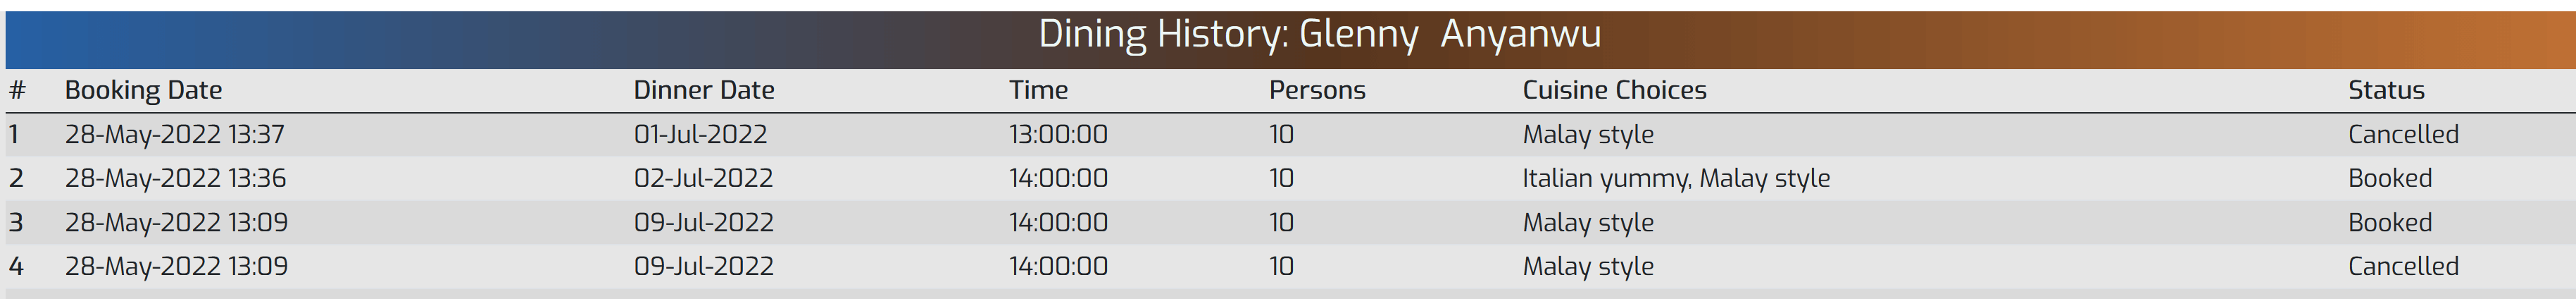 Dining History: Glenny  Anyanwu
# Booking Date Dinner Date Time Persons Cuisine Choices Status
1 28-May-2022 13:37 01-Jul-2022 13:00:00 10 Malay style Cancelled
2 28-May-2022 13:36 02-Jul-2022 14:00:00 10 Italian yummy, Malay style Booked
3 28-May-2022 13:09 09-Jul-2022 14:00:00 10 Malay style Booked
4 28-May-2022 13:09 09-Jul-2022 14:00:00 10 Malay style Cancelled